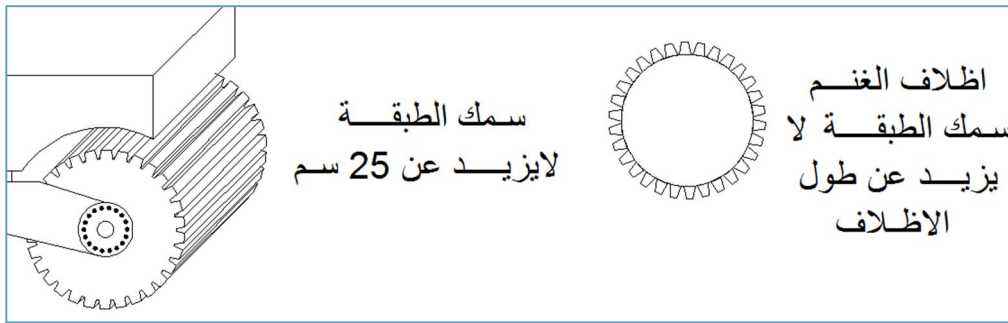 اظلاف الغنم
سمك الطبقة لا
يزيد عن طول
الاظلاف
سمك الطبقة
لايزيد عن 25 سم